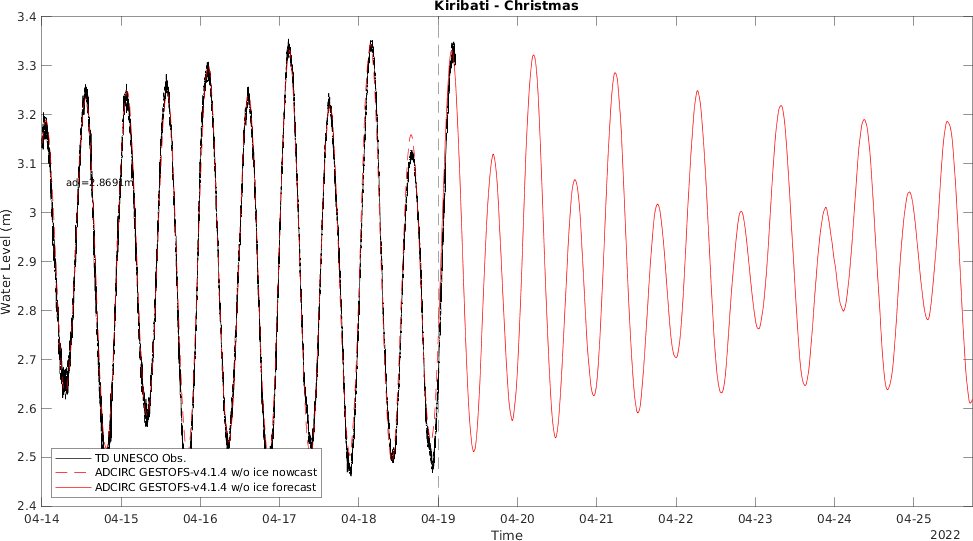 Kiribati - Christmas
3.4
3.3
3.2
3.1
3
2.9
2.8
2.7
2.6
2.5
2.4
Water Level (m)
adj=2.8691m
TD UNESCO Obs.
ADCIRC GESTOFS-v4.1.4 w/o ice nowcast
ADCIRC GESTOFS-v4.1.4 w/o ice forecast
04-14 04-15 04-16 04-17 04-18 04-19 04-20 04-21 04-22 04-23 04-24 04-25
Time
2022